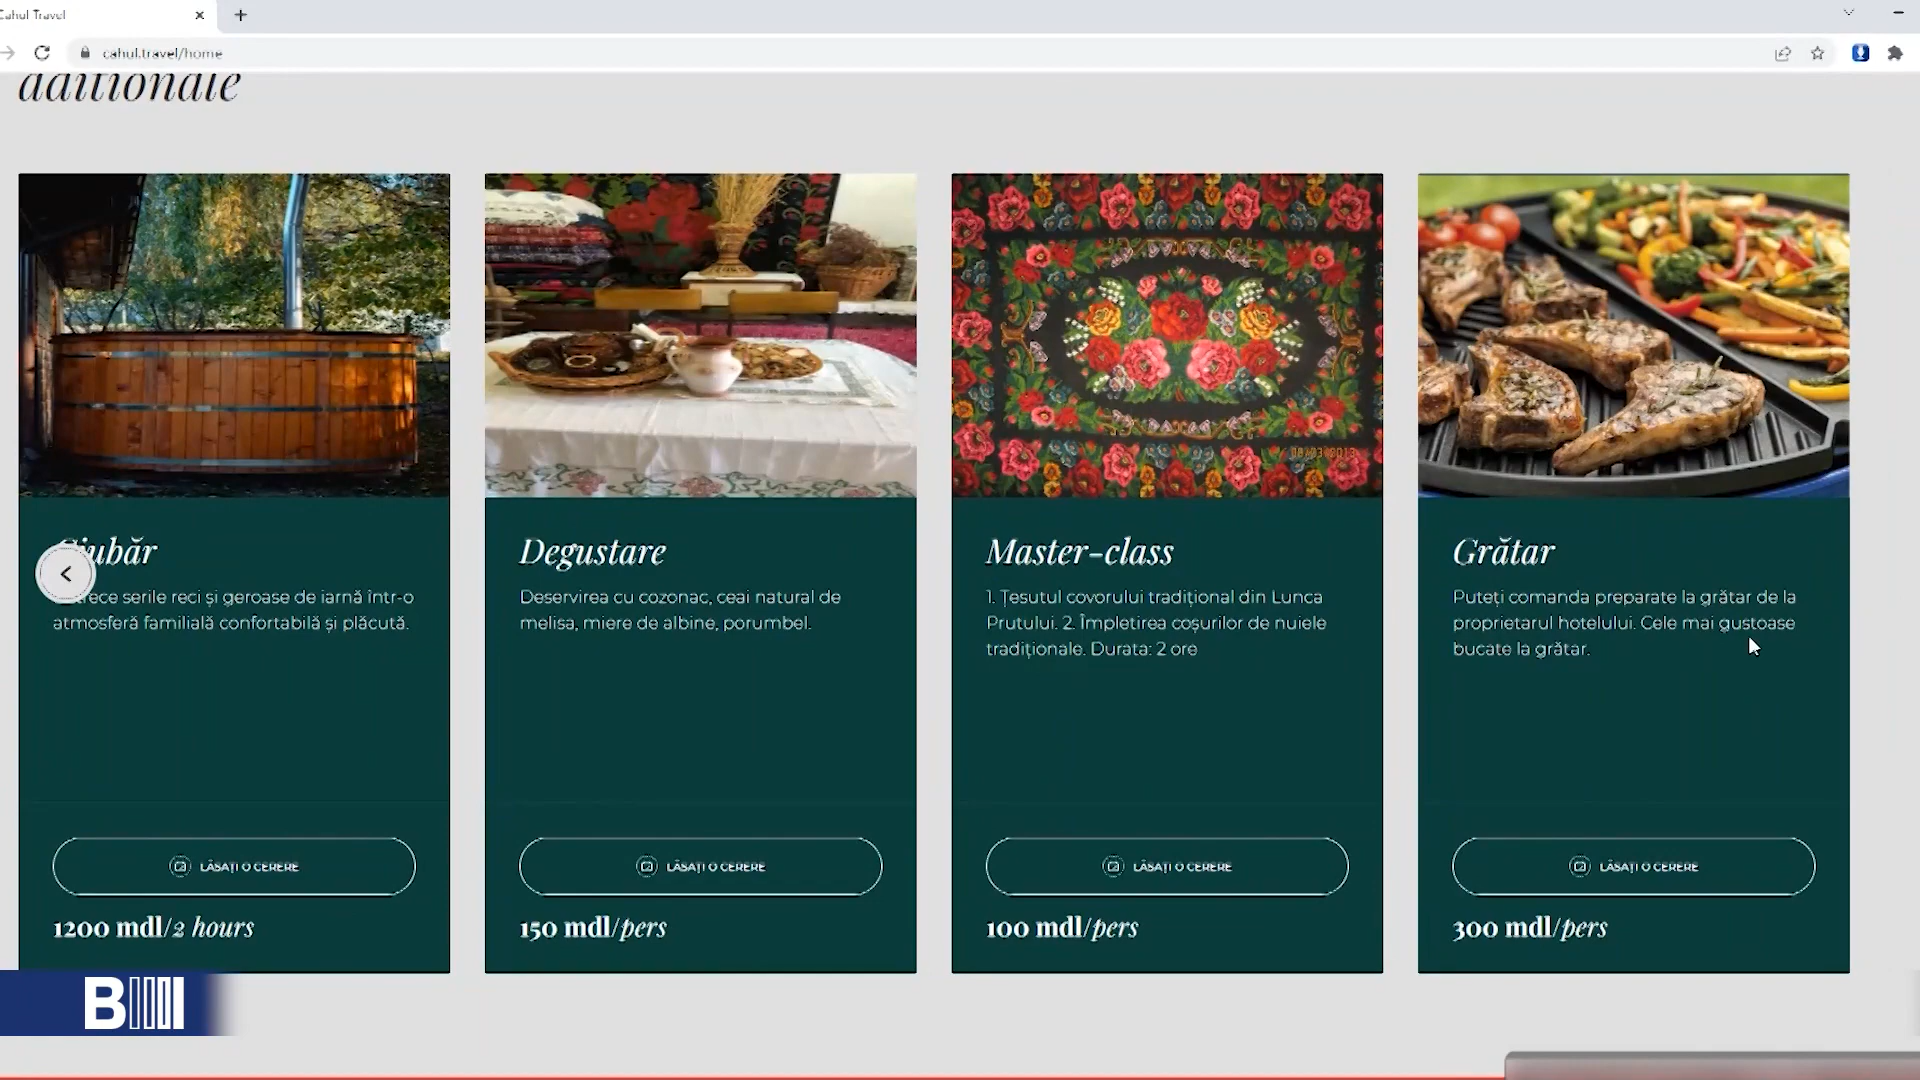 Cahul Travel
cahul.travel/home
adiționale
Ciubăr
rece serile reci și geroase de iarnă într-o
atmosferă familială confortabilă și plăcută.
LĂSAȚI O CERERE
1200 mdl/2 hours
Degustare
Deservirea cu cozonac, ceai natural de
melisa, miere de albine, porumbel.
LĂSAȚI O CERERE
150 mdl/pers
Master-class
1. Țesutul covorului tradițional din Lunca
Prutului. 2. Împletirea coșurilor de nuiele
tradiționale. Durata: 2 ore
LĂSAȚI O CERERE
100 mdl/pers
Grătar
Puteți comanda preparate la grătar de la
proprietarul hotelului. Cele mai gustoase
bucate la grătar.
LĂSAȚI O CERERE
300 mdl/pers